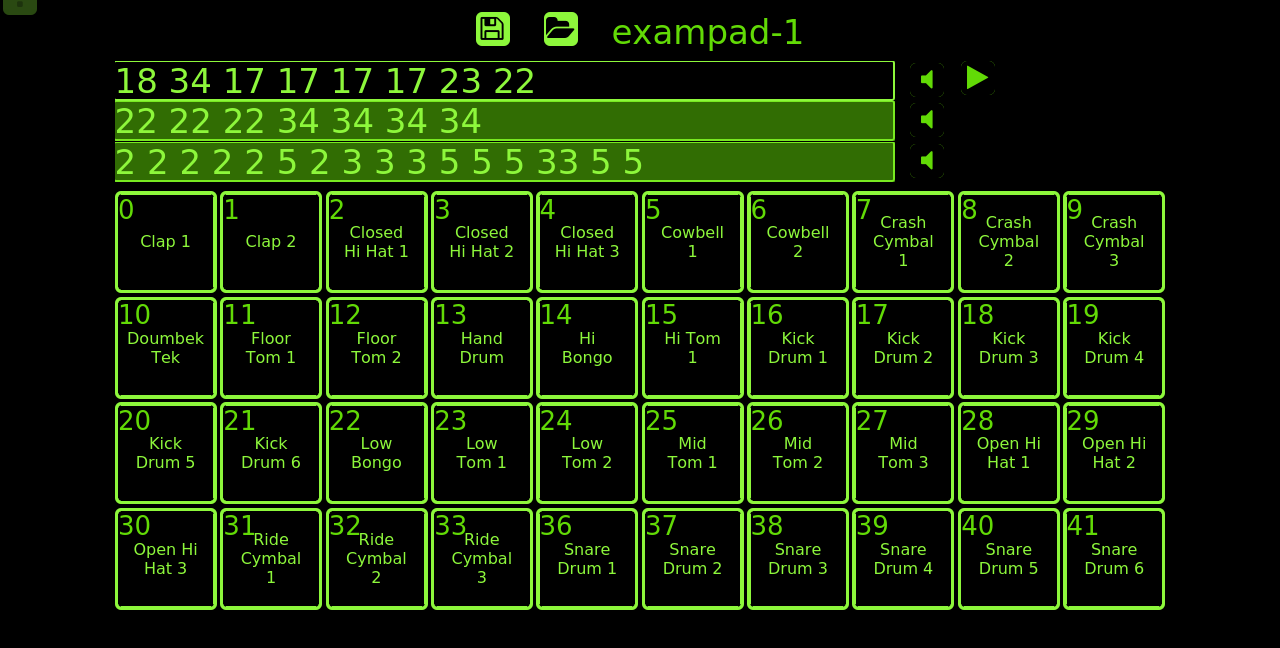 exampad-1
18 34 17 17 17 17 23 22
22 22 22 34 34 34 34
2 2 2 2 2 5 2 3 3 3 5 5 5 33 5 5
0
Clap 1
1
Clap 2
2
Closed
Hi Hat 1
3
Closed
Hi Hat 2
4
Closed
Hi Hat 3
5
Cowbell
1
6
Cowbell
2
7
Crash
Cymbal
1
8
Crash
Cymbal
2
9
Crash
Cymbal
3
10
Doumbek
Tek
11
Floor
Tom 1
12
Floor
Tom 2
13
Hand
Drum
14
Hi
Bongo
15
Hi Tom
1
16
Kick
Drum 1
17
Kick
Drum 2
18
Kick
Drum 3
19
Kick
Drum 4
20
Kick
Drum 5
21
Kick
Drum 6
22
Low
Bongo
23
Low
Tom 1
24
Low
Tom 2
25
Mid
Tom 1
26
Mid
Tom 2
27
Mid
Tom 3
28
Open Hi
Hat 1
29
Open Hi
Hat 2
30
Open Hi
Hat 3
31
Ride
Cymbal
1
32
Ride
Cymbal
2
33
Ride
Cymbal
3
36
Snare
Drum 1
37
Snare
Drum 2
38
Snare
Drum 3
39
Snare
Drum 4
40
Snare
Drum 5
41
Snare
Drum 6